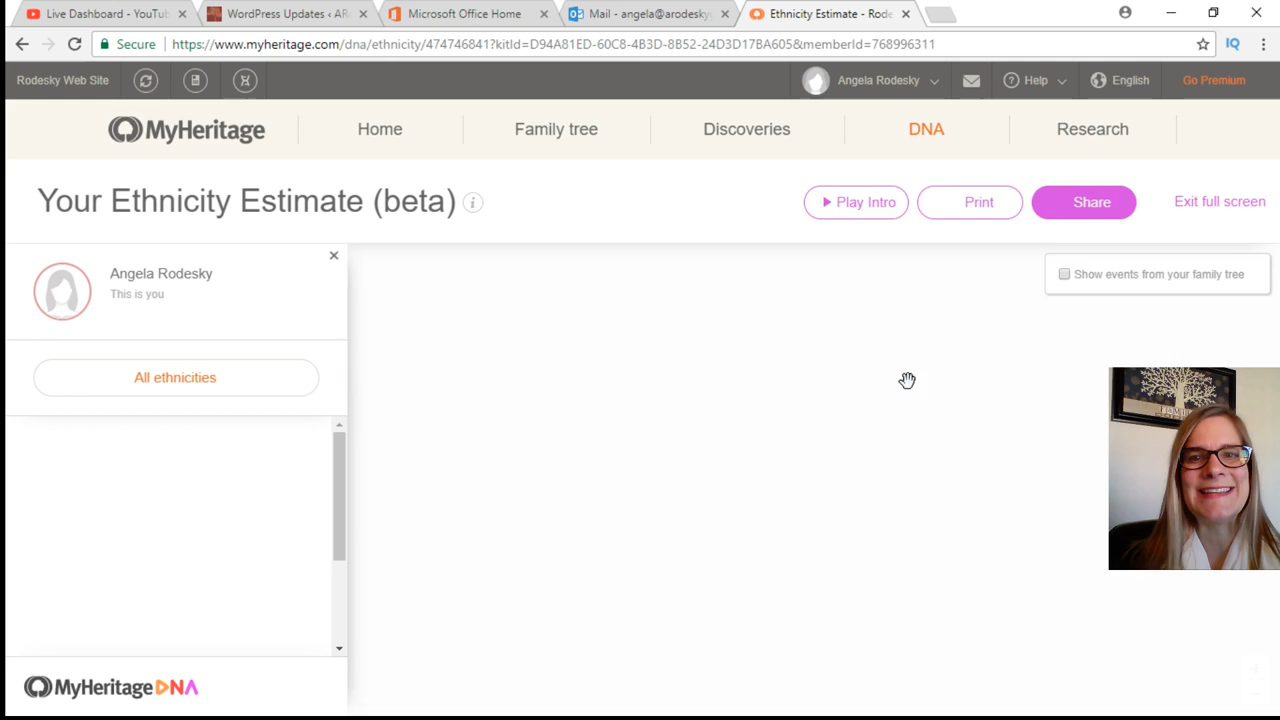 Live Dashboard - YouTu
WordPress Updates ‹ AR
Microsoft Office Home
Mail - angela@arodesky
Ethnicity Estimate - Rode
Secure
https://www.myheritage.com/dna/ethnicity/474746841?kitId=D94A81ED-60C8-4B3D-8B52-24D3D17BA605&memberId=768996311
IQ
Rodesky Web Site
Angela Rodesky
Help
English
Go Premium
MyHeritage
Home
Family tree
Discoveries
DNA
Research
Your Ethnicity Estimate (beta)
Play Intro
Print
Share
Exit full screen
Angela Rodesky
This is you
Show events from your family tree
All ethnicities
MyHeritage DNA